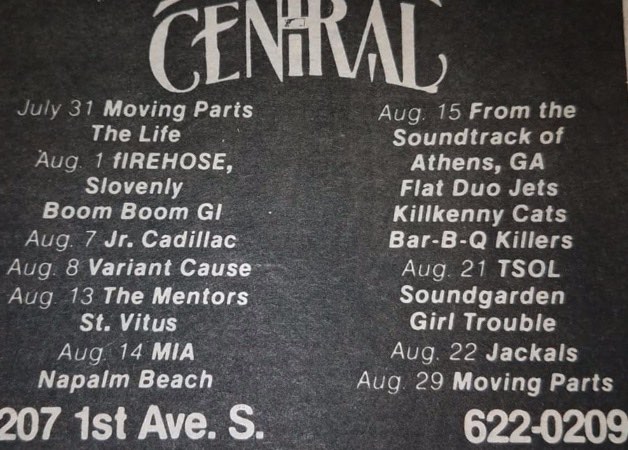 CENTRAL
July 31 Moving Parts
The Life
Aug. 1 fIREHOSE,
Slovenly
Boom Boom GI
Aug. 7 Jr. Cadillac
Aug. 8 Variant Cause
Aug. 13 The Mentors
St. Vitus
Aug. 14 MIA
Napalm Beach
Aug. 15 From the
Soundtrack of
Athens, GA
Flat Duo Jets
Killkenny Cats
Bar-B-Q Killers
Aug. 21 TSOL
Soundgarden
Girl Trouble
Aug. 22 Jackals
Aug. 29 Moving Parts
207 1st Ave. S.
622-0209